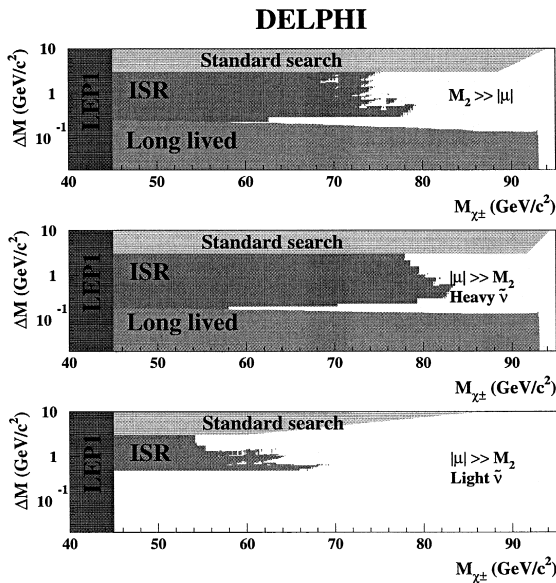 DELPHI
ΔM (GeV/c²)
10
1
10⁻¹
LEP1
Standard search
ISR
Long lived
M₂ >> |μ|
40 50 60 70 80 90
Mχ± (GeV/c²)
ΔM (GeV/c²)
10
1
10⁻¹
LEP1
Standard search
ISR
Long lived
|μ| >> M₂
Heavy ν̃
40 50 60 70 80 90
Mχ± (GeV/c²)
ΔM (GeV/c²)
10
1
10⁻¹
LEP1
Standard search
ISR
|μ| >> M₂
Light ν̃
40 50 60 70 80 90
Mχ± (GeV/c²)